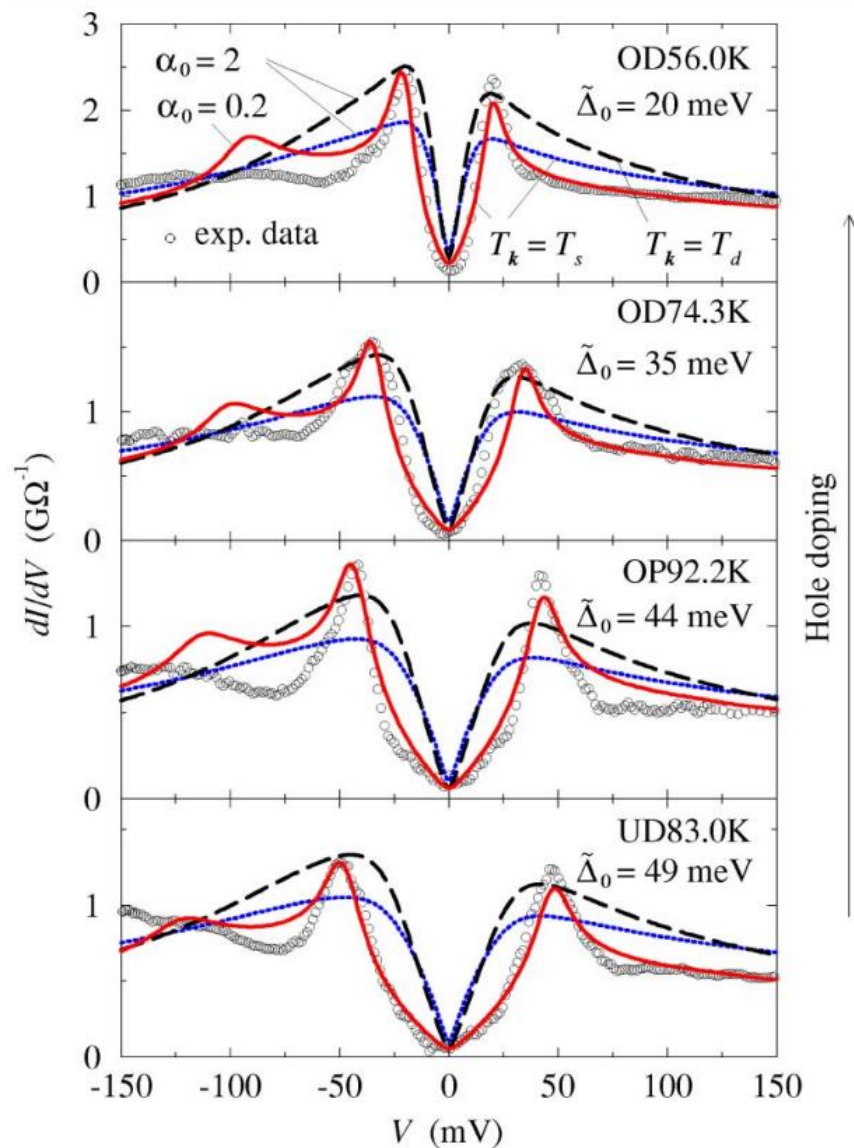 3
α₀ = 2
OD56.0K
2
α₀ = 0.2
Δ̃₀ = 20 meV
1
○ exp. data
Tₖ = Tₛ
Tₖ = T_d
0
OD74.3K
Δ̃₀ = 35 meV
1
0
OP92.2K
Δ̃₀ = 44 meV
1
0
UD83.0K
Δ̃₀ = 49 meV
1
0
-150 -100 -50 0 50 100 150
V (mV)
dI/dV (GΩ⁻¹)
Hole doping